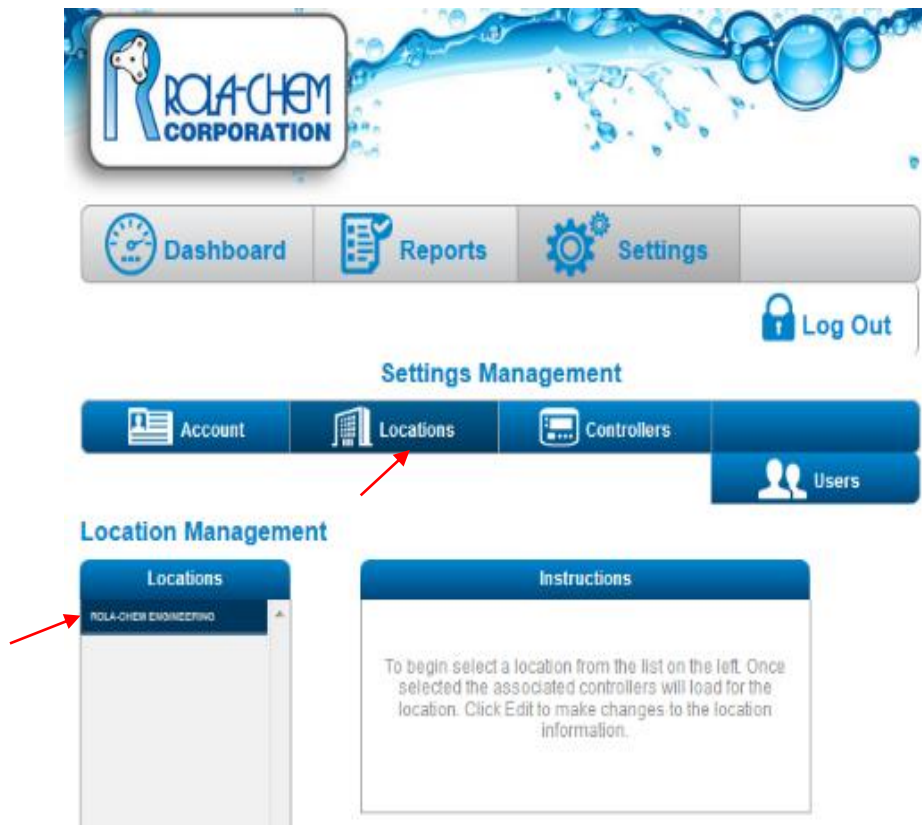 ROLA-CHEM
CORPORATION
Dashboard
Reports
Settings
Log Out
Settings Management
Account
Locations
Controllers
Users
Location Management
Locations
ROLA-CHEM ENGINEERING
Instructions
To begin select a location from the list on the left. Once
selected the associated controllers will load for the
location. Click Edit to make changes to the location
information.